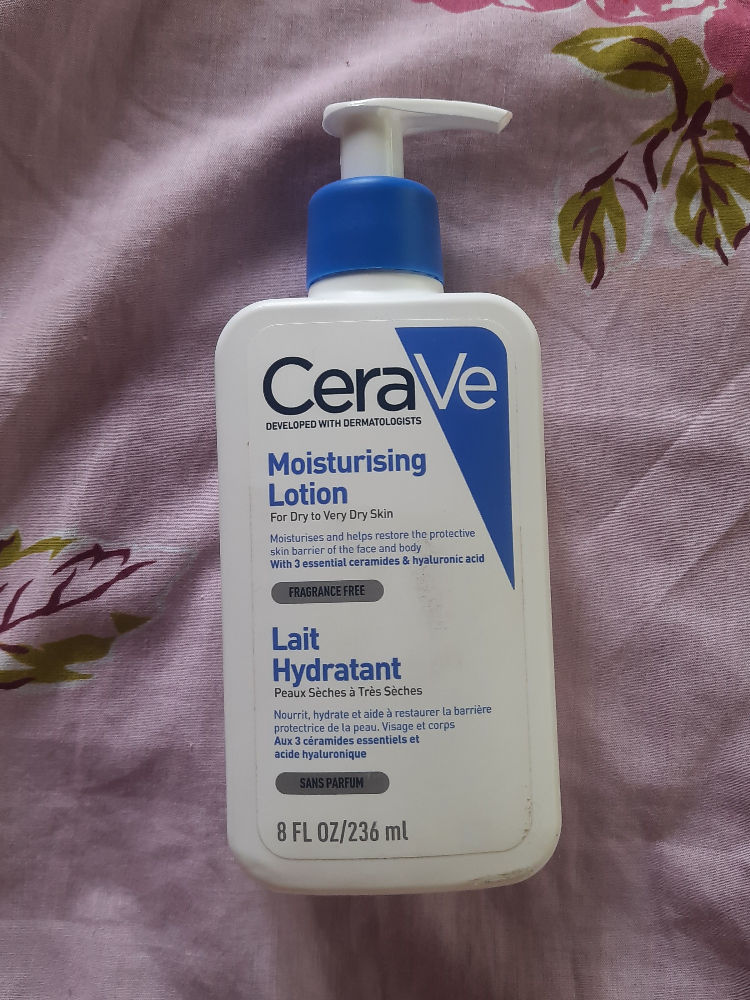 CeraVe
DEVELOPED WITH DERMATOLOGISTS
Moisturising
Lotion
For Dry to Very Dry Skin
Moisturises and helps restore the protective
skin barrier of the face and body
With 3 essential ceramides & hyaluronic acid
FRAGRANCE FREE
Lait
Hydratant
Peaux Sèches à Très Sèches
Nourrit, hydrate et aide à restaurer la barrière
protectrice de la peau. Visage et corps
Aux 3 céramides essentiels et
acide hyaluronique
SANS PARFUM
8 FL OZ/236 ml